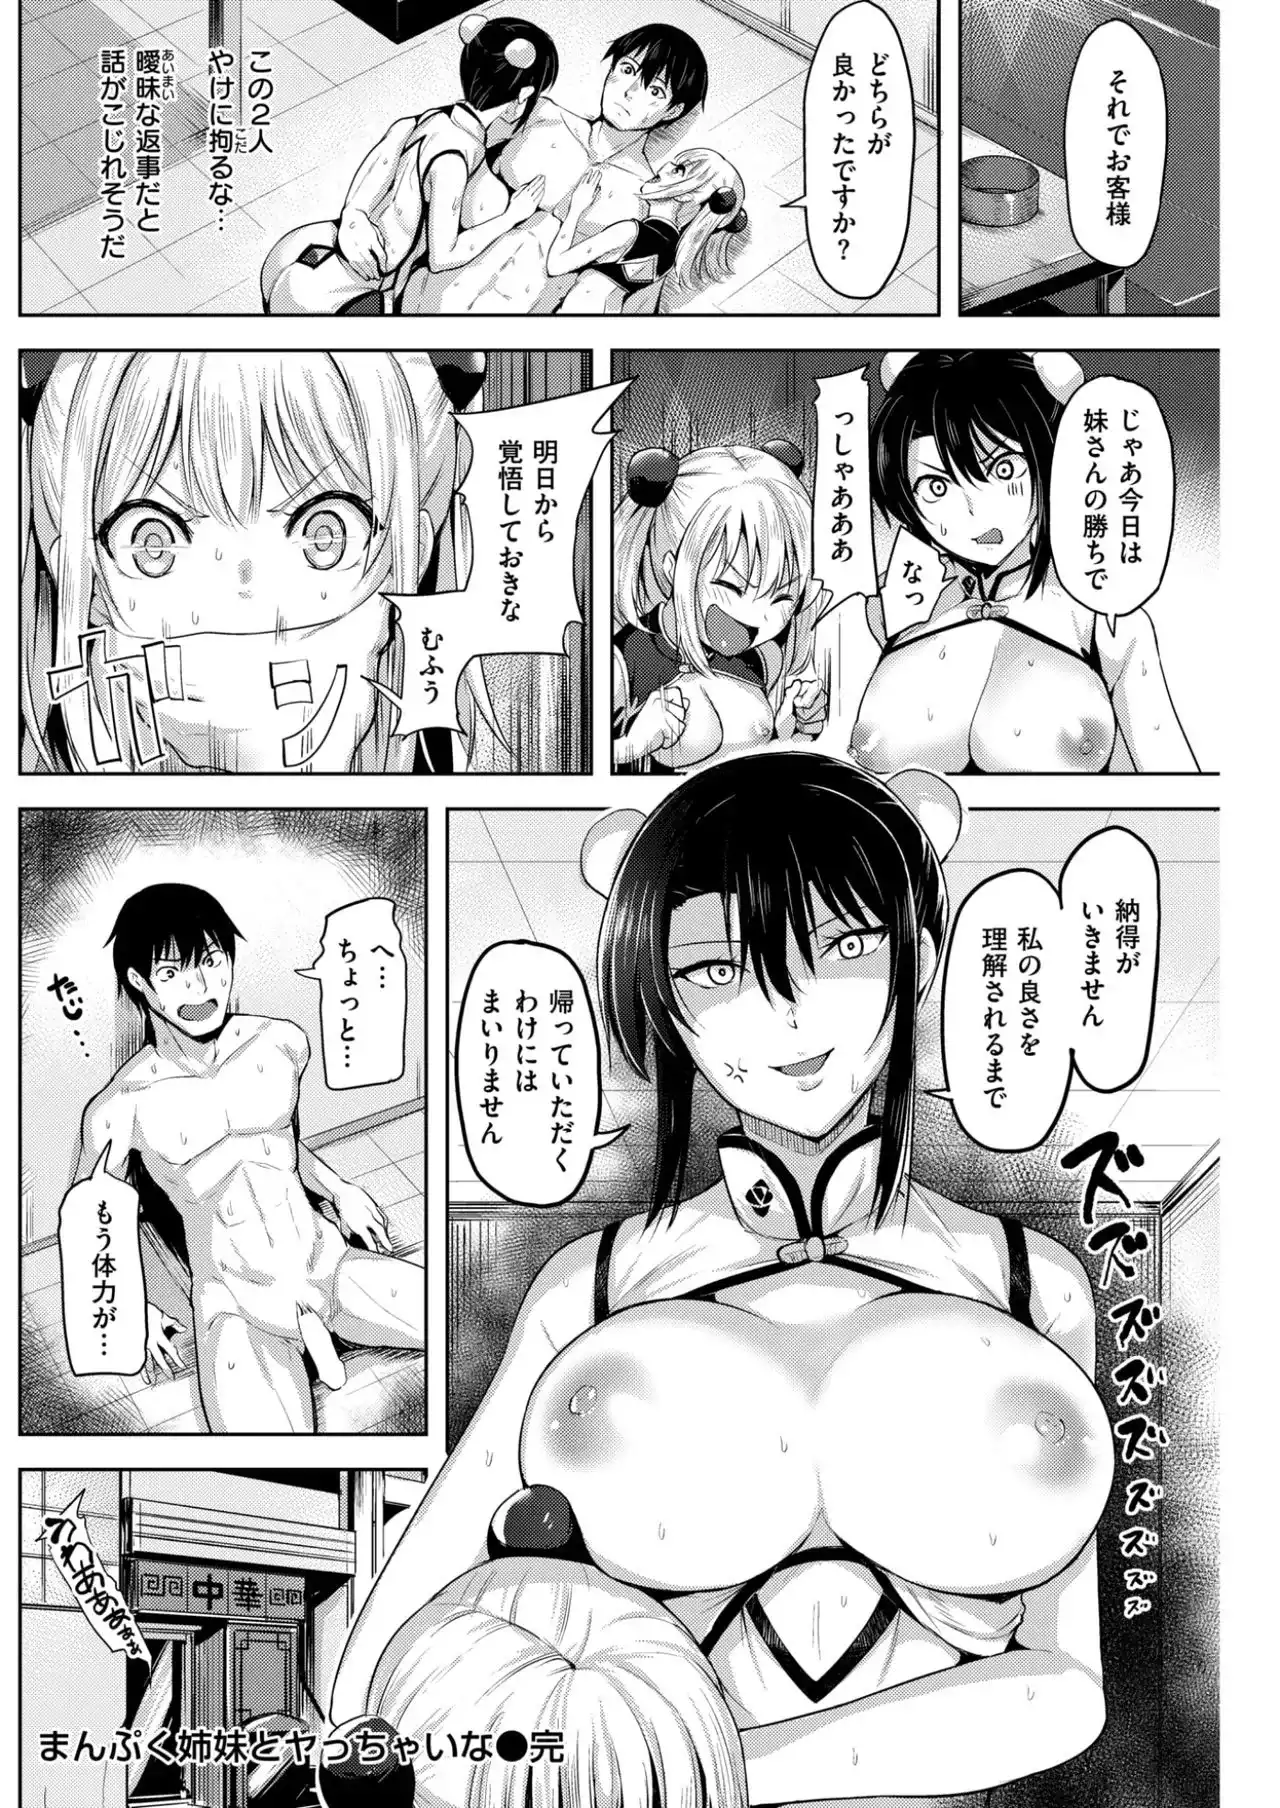 それでお客様
どちらが
良かったですか?
この2人
やけに拘るな…
曖昧な返事だと
話がこじれそうだ
じゃあ今日は
妹さんの勝ちで
なっ
っしゃあああ
明日から
覚悟しておきな
むふう
ガシ
納得が
いきません
私の良さを
理解されるまで
帰っていただく
わけには
まいりません
ズズズズズズズズズ
へ…
ちょっと…
たじ…
もう体力が…
中華
まんぷく姉妹とヤっちゃいな●完